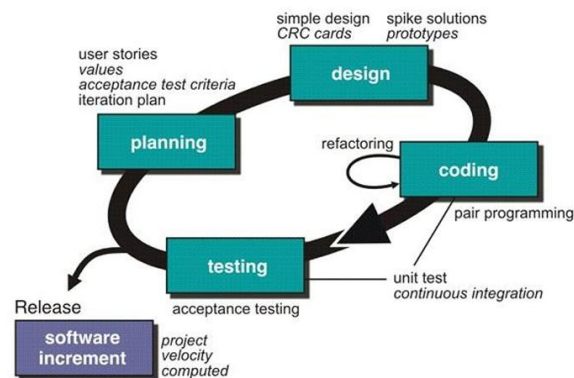 simple design
CRC cards
spike solutions
prototypes
design
user stories
values
acceptance test criteria
iteration plan
planning
refactoring
coding
pair programming
testing
unit test
continuous integration
acceptance testing
Release
software
increment
project
velocity
computed